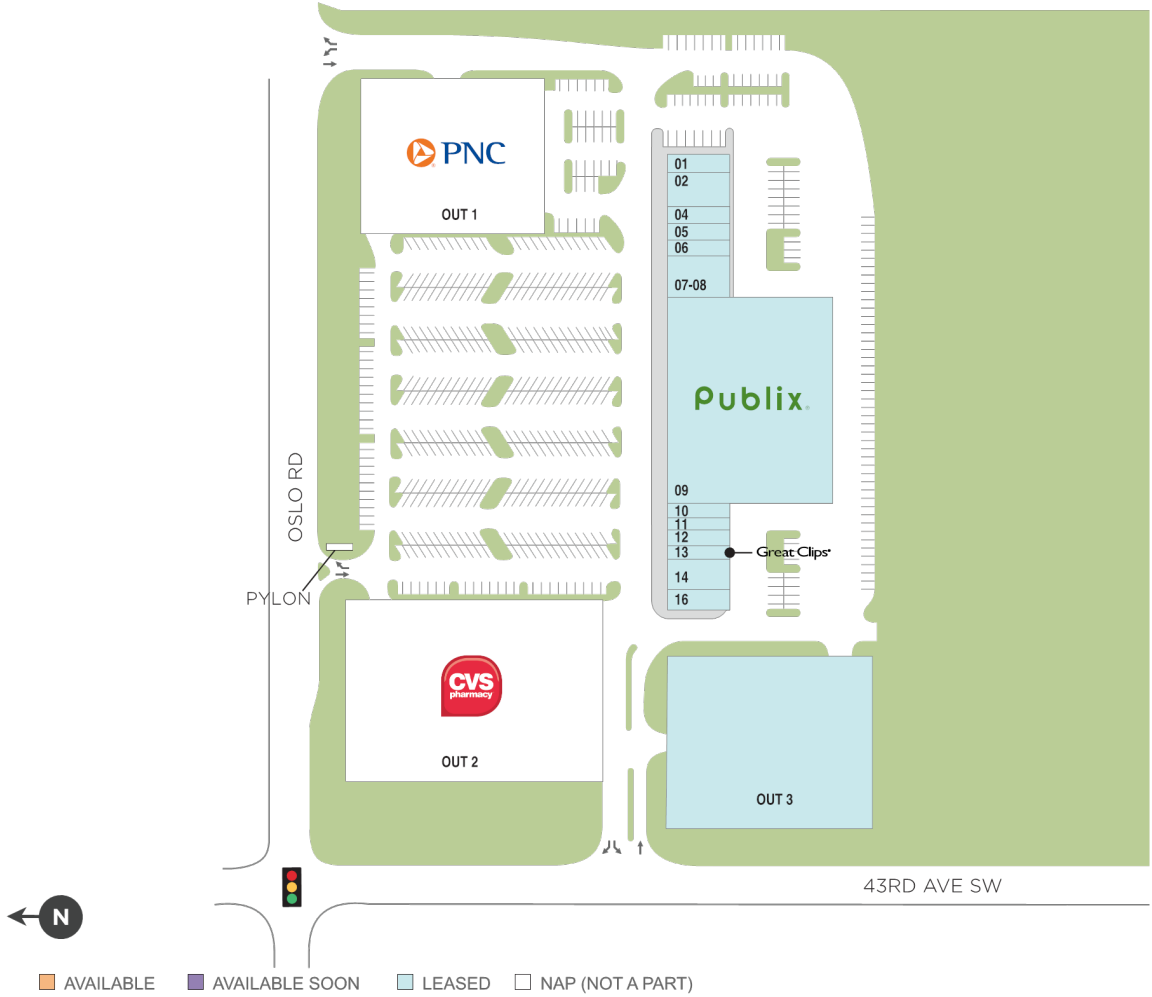 PNC
OUT 1
01
02
04
05
06
07-08
Publix
09
10
11
12
13
Great Clips
14
16
OSLO RD
PYLON
CVS
pharmacy
OUT 2
OUT 3
43RD AVE SW
N
AVAILABLE
AVAILABLE SOON
LEASED
NAP (NOT A PART)